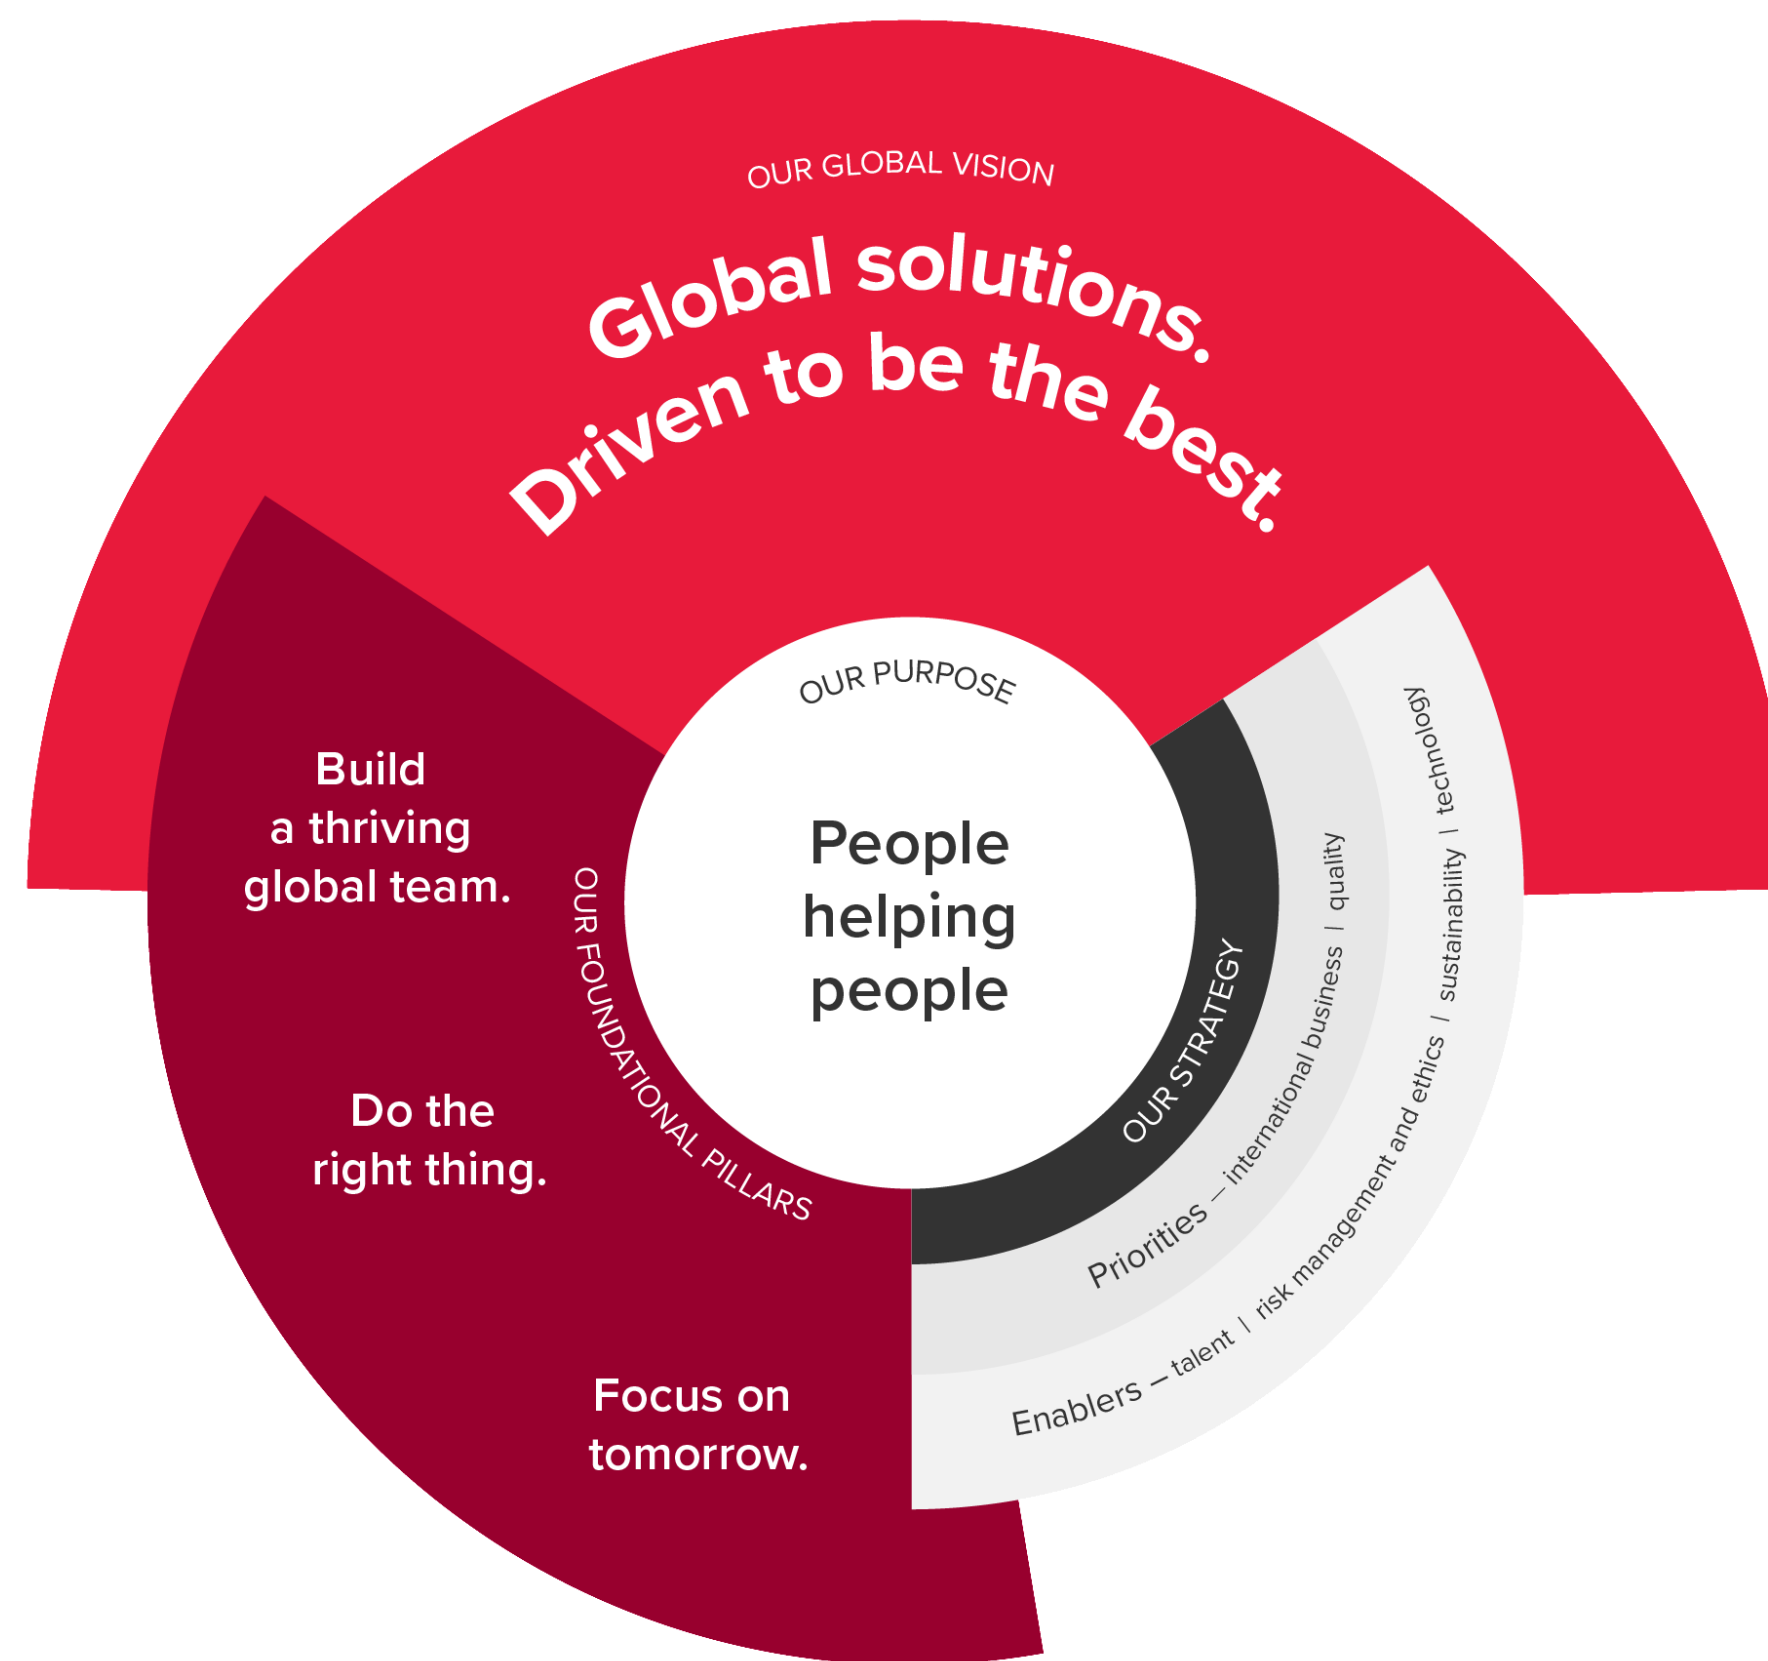 OUR GLOBAL VISION
Global solutions.
Driven to be the best.
OUR PURPOSE
People
helping
people
OUR FOUNDATIONAL PILLARS
Build
a thriving
global team.
Do the
right thing.
Focus on
tomorrow.
OUR STRATEGY
Priorities – international business | quality
Enablers – talent | risk management and ethics | sustainability | technology